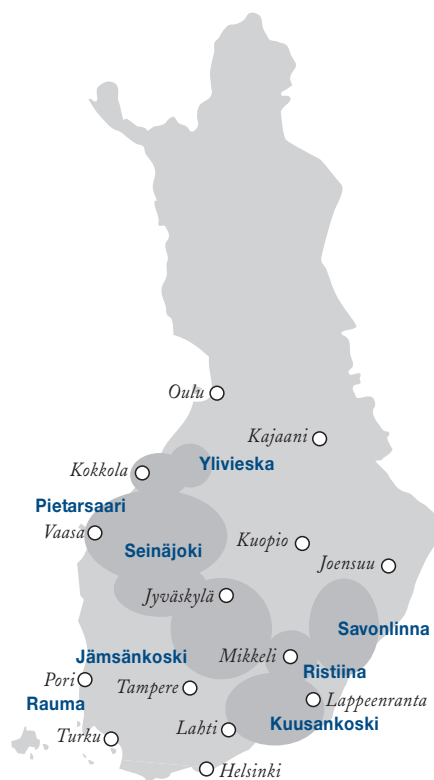 Oulu
Kajaani
Ylivieska
Kokkola
Pietarsaari
Vaasa
Seinäjoki
Kuopio
Joensuu
Jyväskylä
Savonlinna
Jämsänkoski
Mikkeli
Ristiina
Pori
Tampere
Rauma
Lappeenranta
Kuusankoski
Lahti
Turku
Helsinki